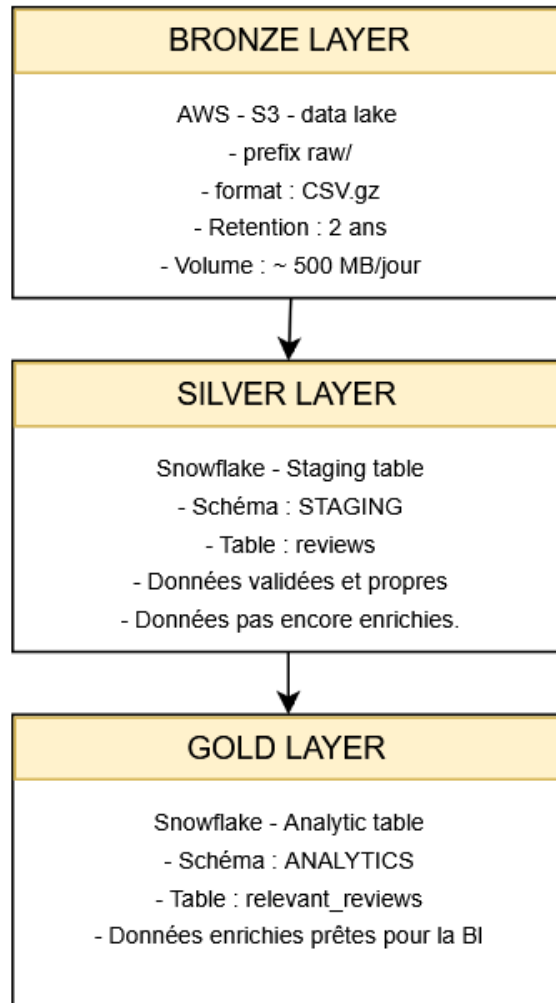 BRONZE LAYER
AWS - S3 - data lake
- prefix raw/
- format : CSV.gz
- Retention : 2 ans
- Volume : ~ 500 MB/jour
SILVER LAYER
Snowflake - Staging table
- Schéma : STAGING
- Table : reviews
- Données validées et propres
- Données pas encore enrichies.
GOLD LAYER
Snowflake - Analytic table
- Schéma : ANALYTICS
- Table : relevant_reviews
- Données enrichies prêtes pour la BI